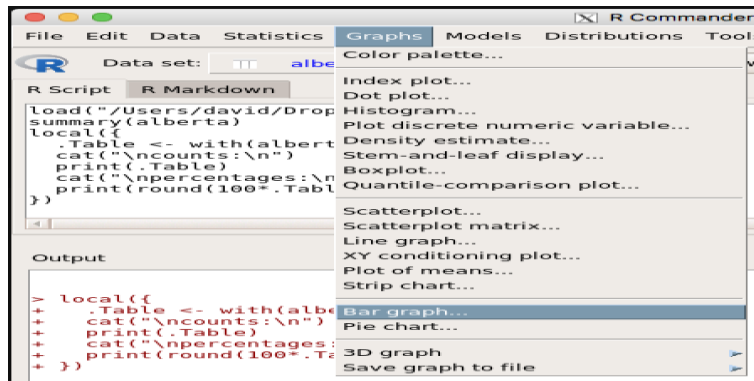 R Commander
File Edit Data Statistics Graphs Models Distributions Tool
R Data set: albe
R Script R Markdown
load("/Users/david/Drop
summary(alberta)
local({
.Table <- with(albert
cat("\ncounts:\n")
print(.Table)
cat("\npercentages:\n
print(round(100*.Tabl
})
Color palette...
Index plot...
Dot plot...
Histogram...
Plot discrete numeric variable...
Density estimate...
Stem-and-leaf display...
Boxplot...
Quantile-comparison plot...
Scatterplot...
Scatterplot matrix...
Line graph...
XY conditioning plot...
Plot of means...
Strip chart...
Bar graph...
Pie chart...
3D graph
Save graph to file
Output
> local({
+ .Table <- with(albe
+ cat("\ncounts:\n")
+ print(.Table)
+ cat("\npercentages:
+ print(round(100*.Ta
+ })